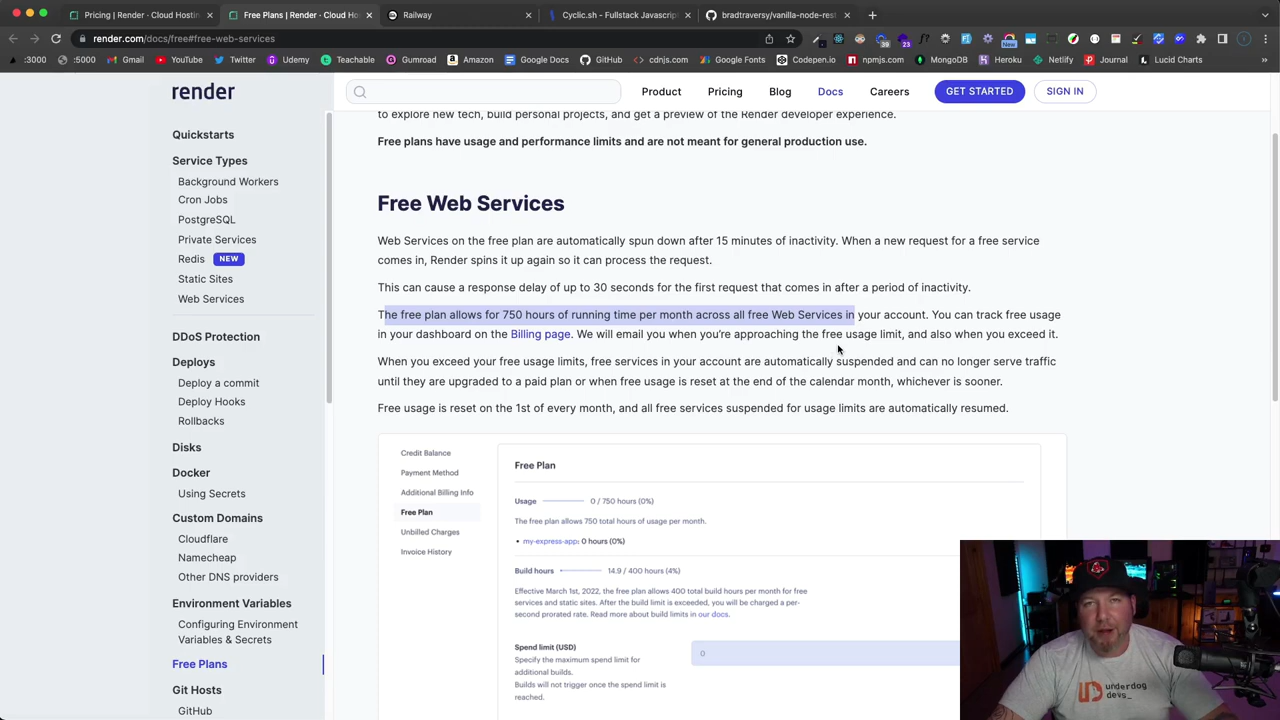 Pricing | Render · Cloud Ho
Free Plans | Render · Cloud H
Railway
Cyclic.sh - Fullstack Javascrip
bradtraversy/vanilla-node-res
render.com/docs/free#free-web-services
:3000
:5000
Gmail
YouTube
Twitter
Udemy
Teachable
Gumroad
Amazon
Google Docs
GitHub
cdnjs.com
Google Fonts
Codepen.io
npmjs.com
MongoDB
Heroku
Netlify
Journal
Lucid Charts
render
Product
Pricing
Blog
Docs
Careers
GET STARTED
SIGN IN
Quickstarts
Service Types
Background Workers
Cron Jobs
PostgreSQL
Private Services
Redis NEW
Static Sites
Web Services
DDoS Protection
Deploys
Deploy a commit
Deploy Hooks
Rollbacks
Disks
Docker
Using Secrets
Custom Domains
Cloudflare
Namecheap
Other DNS providers
Environment Variables
Configuring Environment
Variables & Secrets
Free Plans
Git Hosts
GitHub
to explore new tech, build personal projects, and get a preview of the Render developer experience.
Free plans have usage and performance limits and are not meant for general production use.
Free Web Services
Web Services on the free plan are automatically spun down after 15 minutes of inactivity. When a new request for a free service
comes in, Render spins it up again so it can process the request.
This can cause a response delay of up to 30 seconds for the first request that comes in after a period of inactivity.
The free plan allows for 750 hours of running time per month across all free Web Services in your account. You can track free usage
in your dashboard on the Billing page. We will email you when you're approaching the free usage limit, and also when you exceed it.
When you exceed your free usage limits, free services in your account are automatically suspended and can no longer serve traffic
until they are upgraded to a paid plan or when free usage is reset at the end of the calendar month, whichever is sooner.
Free usage is reset on the 1st of every month, and all free services suspended for usage limits are automatically resumed.
Credit Balance
Payment Method
Additional Billing Info
Free Plan
Unbilled Charges
Invoice History
Free Plan
Usage 0 / 750 hours (0%)
The free plan allows 750 total hours of usage per month.
• my-express-app: 0 hours (0%)
Build hours 14.9 / 400 hours (4%)
Effective March 1st, 2022, the free plan allows 400 total build hours per month for free
services and static sites. After the build limit is exceeded, you will be charged a per-
second prorated rate. Read more about build limits in our docs.
Spend limit (USD)
0
Specify the maximum spend limit for
additional builds.
Builds will not trigger once the spend limit is
reached.
underdog
devs_